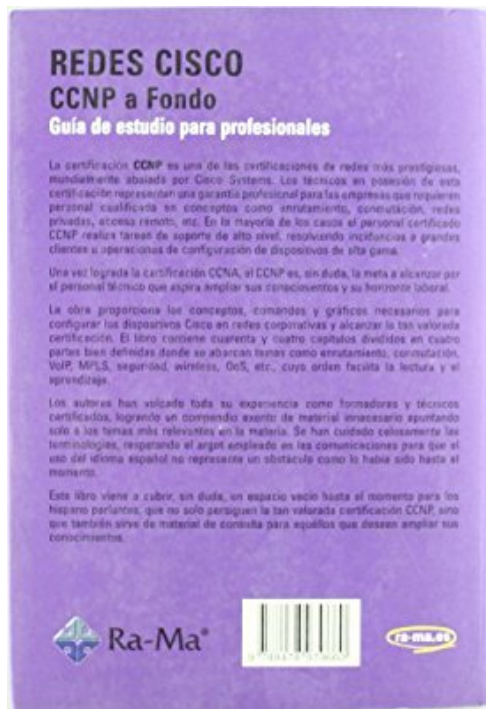 REDES CISCO
CCNP a Fondo
Guía de estudio para profesionales
La certificación CCNP es una de las certificaciones de redes más prestigiosas,
mundialmente abalada por Cisco Systems. Los técnicos en posesión de esta
certificación representan una garantía profesional para las empresas que requieren
personal cualificado en conceptos como enrutamiento, conmutación, redes
privadas, acceso remoto, etc. En la mayoría de los casos el personal certificado
CCNP realiza tareas de soporte de alto nivel, resolviendo incidencias a grandes
clientes u operaciones de configuración de dispositivos de alta gama.
Una vez lograda la certificación CCNA, el CCNP es, sin duda, la meta a alcanzar por
el personal técnico que aspira ampliar sus conocimientos y su horizonte laboral.
La obra proporciona los conceptos, comandos y gráficos necesarios para
configurar los dispositivos Cisco en redes corporativas y alcanzar la tan valorada
certificación. El libro contiene cuarenta y cuatro capítulos divididos en cuatro
partes bien definidas donde se abarcan temas como enrutamiento, conmutación,
VoIP, MPLS, seguridad, wireless, QoS, etc., cuyo orden facilita la lectura y el
aprendizaje.
Los autores han volcado toda su experiencia como formadores y técnicos
certificados, logrando un compendio exento de material innecesario apuntando
solo a los temas más relevantes en la materia. Se han cuidado celosamente las
terminologías, respetando el argot empleado en las comunicaciones para que el
uso del idioma español no represente un obstáculo como lo había sido hasta el
momento.
Este libro viene a cubrir, sin duda, un espacio vacío hasta el momento para los
hispano parlantes, que no solo persiguen la tan valorada certificación CCNP, sino
que también sirve de material de consulta para aquéllos que deseen ampliar sus
conocimientos.
Ra-Ma®
ra-ma.es